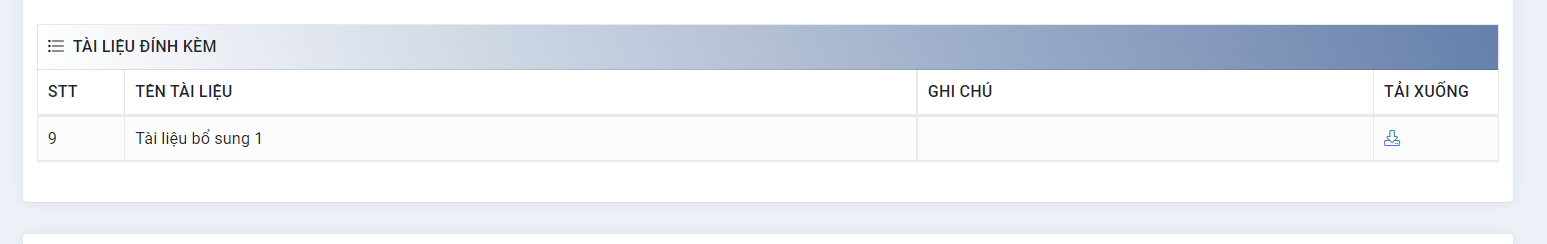 TÀI LIỆU ĐÍNH KÈM
STT TÊN TÀI LIỆU GHI CHÚ TẢI XUỐNG
9 Tài liệu bổ sung 1